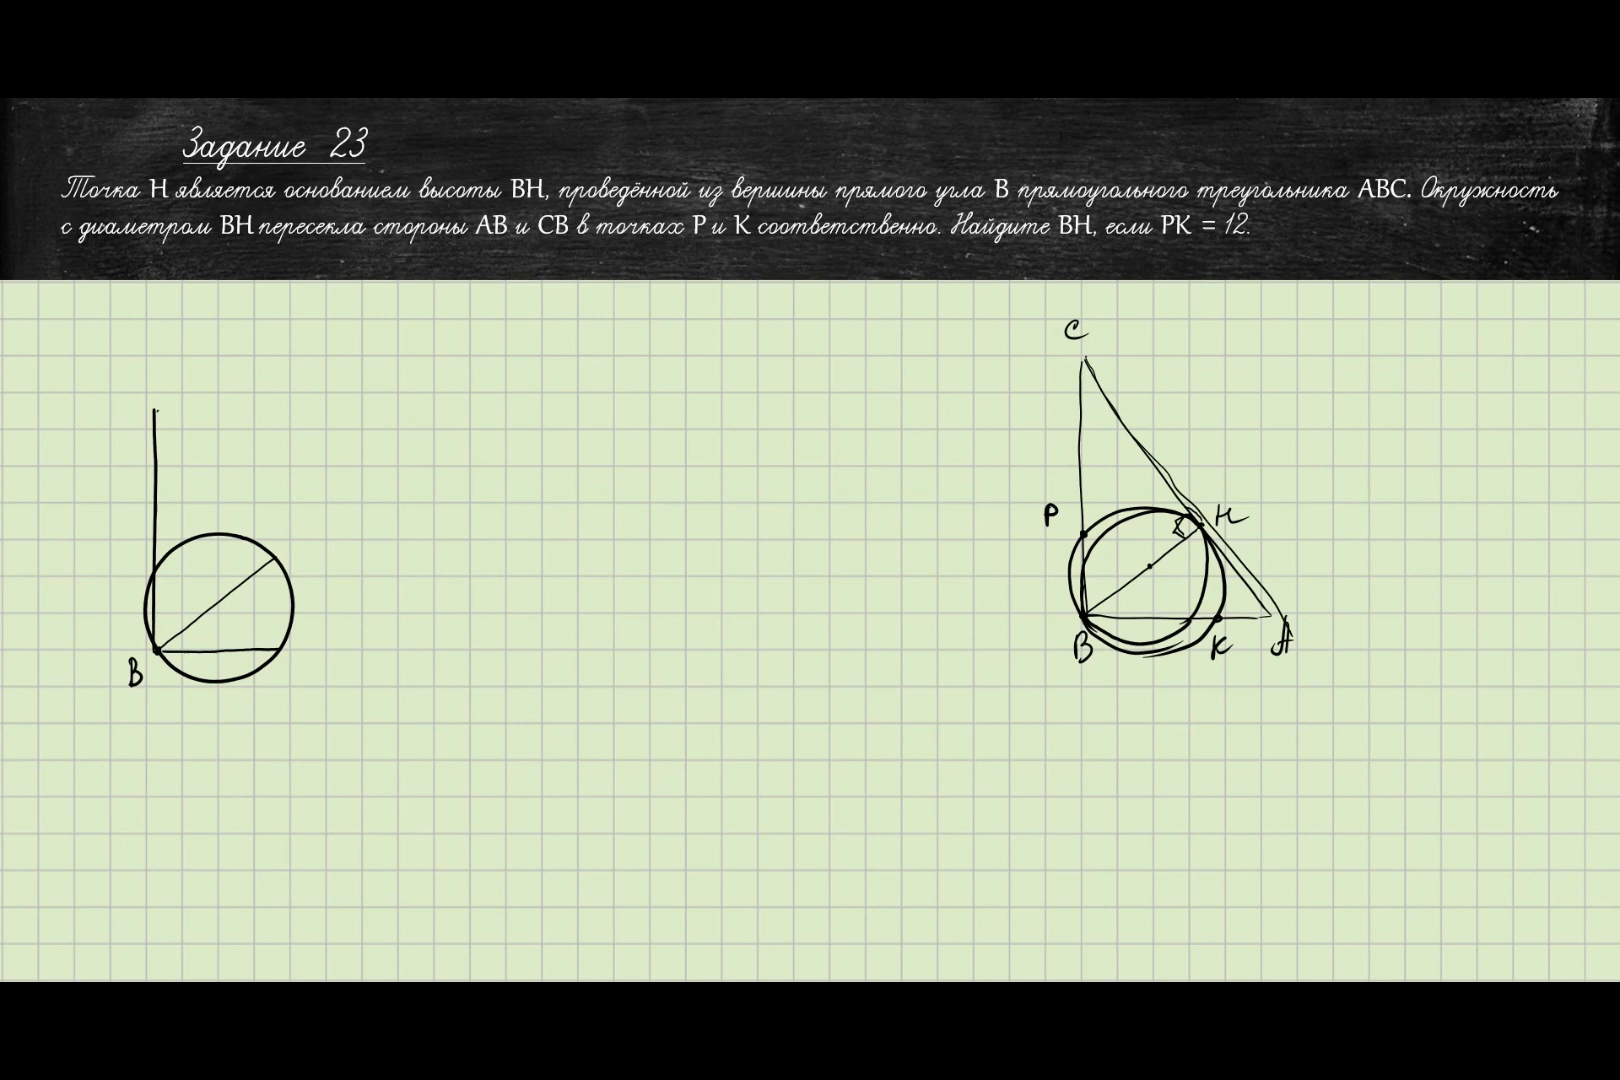 Задание 23
Точка H является основанием высоты BH, проведённой из вершины прямого угла B прямоугольного треугольника ABC. Окружность
с диаметром BH пересекла стороны AB и CB в точках P и K соответственно. Найдите BH, если PK = 12.
C
P
H
B
K
A
B